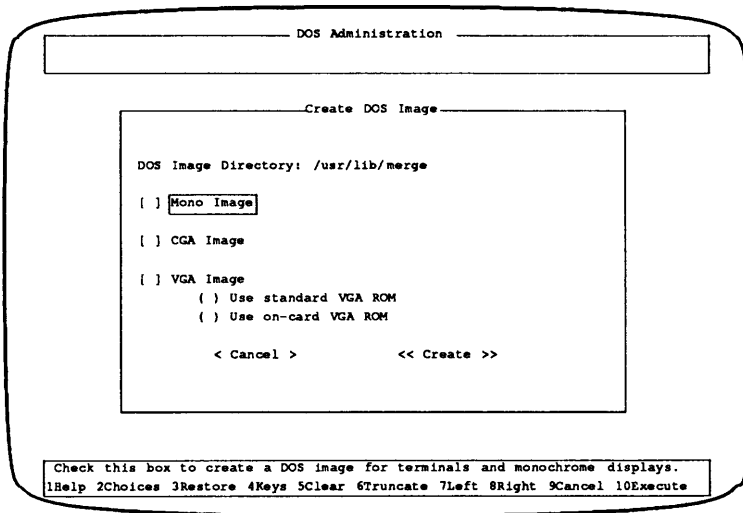 DOS Administration
Create DOS Image
DOS Image Directory: /usr/lib/merge
[ ] Mono Image
[ ] CGA Image
[ ] VGA Image
( ) Use standard VGA ROM
( ) Use on-card VGA ROM
< Cancel > << Create >>
Check this box to create a DOS image for terminals and monochrome displays.
1Help 2Choices 3Restore 4Keys 5Clear 6Truncate 7Left 8Right 9Cancel 10Execute